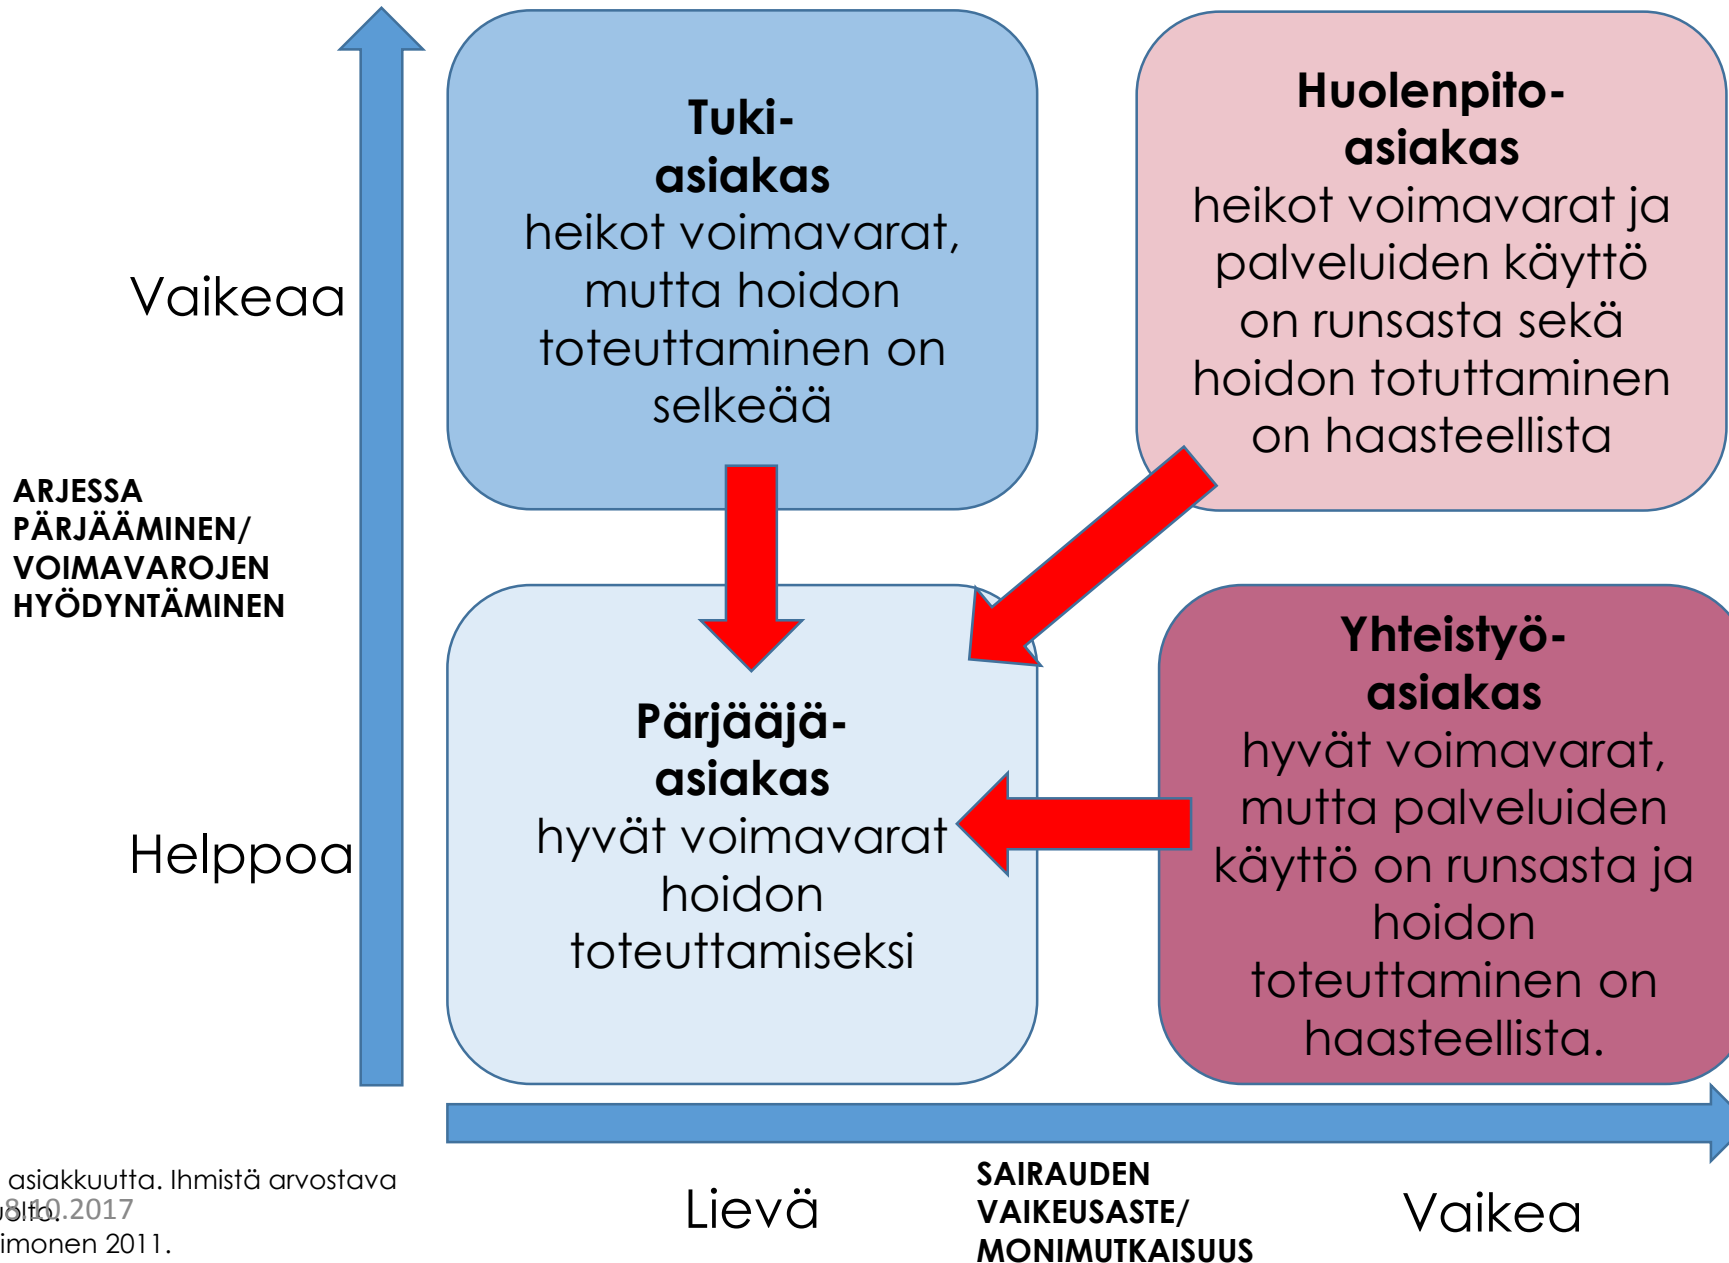 Tuki-
asiakas
heikot voimavarat,
mutta hoidon
toteuttaminen on
selkeää
Huolenpito-
asiakas
heikot voimavarat ja
palveluiden käyttö
on runsasta sekä
hoidon totuttaminen
on haasteellista
Vaikeaa
ARJESSA
PÄRJÄÄMINEN/
VOIMAVAROJEN
HYÖDYNTÄMINEN
Helppoa
Pärjääjä-
asiakas
hyvät voimavarat
hoidon
toteuttamiseksi
Yhteistyö-
asiakas
hyvät voimavarat,
mutta palveluiden
käyttö on runsasta ja
hoidon
toteuttaminen on
haasteellista.
asiakkuutta. Ihmistä arvostava
8.10.2017
imonen 2011.
Lievä
SAIRAUDEN
VAIKEUSASTE/
MONIMUTKAISUUS
Vaikea